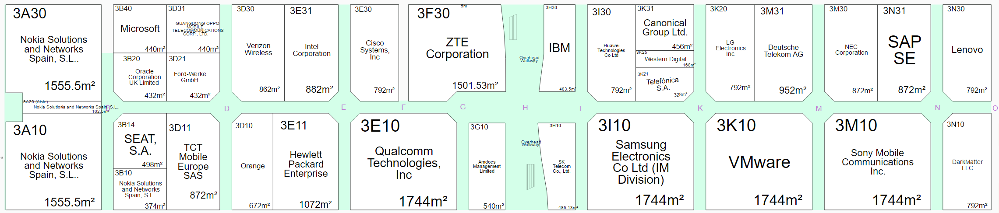 3A30
Nokia Solutions
and Networks
Spain, S.L..
1555.5m²
3B40
Microsoft
440m²
3D31
GUANGDONG OPPO
MOBILE
TELECOMMUNICATIONS
CORP., LTD.
440m²
3B20
Oracle
Corporation
UK Limited
432m²
3D21
Ford-Werke
GmbH
432m²
3D30
Verizon
Wireless
862m²
3E31
Intel
Corporation
882m²
3E30
Cisco
Systems,
Inc
792m²
3F30
5m
ZTE
Corporation
1501.53m²
Overhead
Walkway
3H30
IBM
483.5m²
3I30
Huawei
Technologies
Co Ltd
792m²
3K31
Canonical
Group Ltd.
456m²
3K25
Western Digital
168m²
3K21
Telefónica
S.A.
328m²
3K20
LG
Electronics
Inc
792m²
3M31
Deutsche
Telekom AG
952m²
3M30
NEC
Corporation
872m²
3N31
SAP
SE
872m²
3N30
Lenovo
792m²
3A20 (Aisle)
Nokia Solutions and Networks Spain, S.L..
162.5m²
B
D
E
F
G
H
I
K
M
N
O
3A10
Nokia Solutions
and Networks
Spain, S.L..
1555.5m²
3B14
SEAT,
S.A.
498m²
3B10
Nokia Solutions
and Networks
Spain, S.L..
374m²
3D11
TCT
Mobile
Europe
SAS
872m²
3D10
Orange
672m²
3E11
Hewlett
Packard
Enterprise
1072m²
3E10
Qualcomm
Technologies,
Inc
1744m²
3G10
Amdocs
Management
Limited
540m²
Overhead
Walkway
3H10
SK
Telecom
Co., Ltd.
485.13m²
3I10
Samsung
Electronics
Co Ltd (IM
Division)
1744m²
3K10
VMware
1744m²
3M10
Sony Mobile
Communications
Inc.
1744m²
3N10
DarkMatter
LLC
792m²